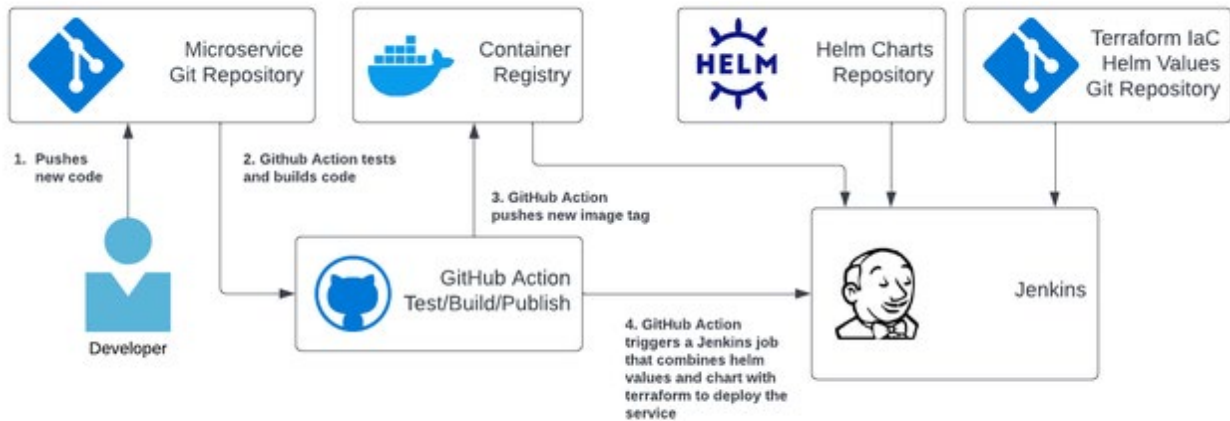 Microservice
Git Repository
Container
Registry
HELM
Helm Charts
Repository
Terraform IaC
Helm Values
Git Repository
1. Pushes
new code
2. Github Action tests
and builds code
3. GitHub Action
pushes new image tag
GitHub Action
Test/Build/Publish
Jenkins
Developer
4. GitHub Action
triggers a Jenkins job
that combines helm
values and chart with
terraform to deploy the
service